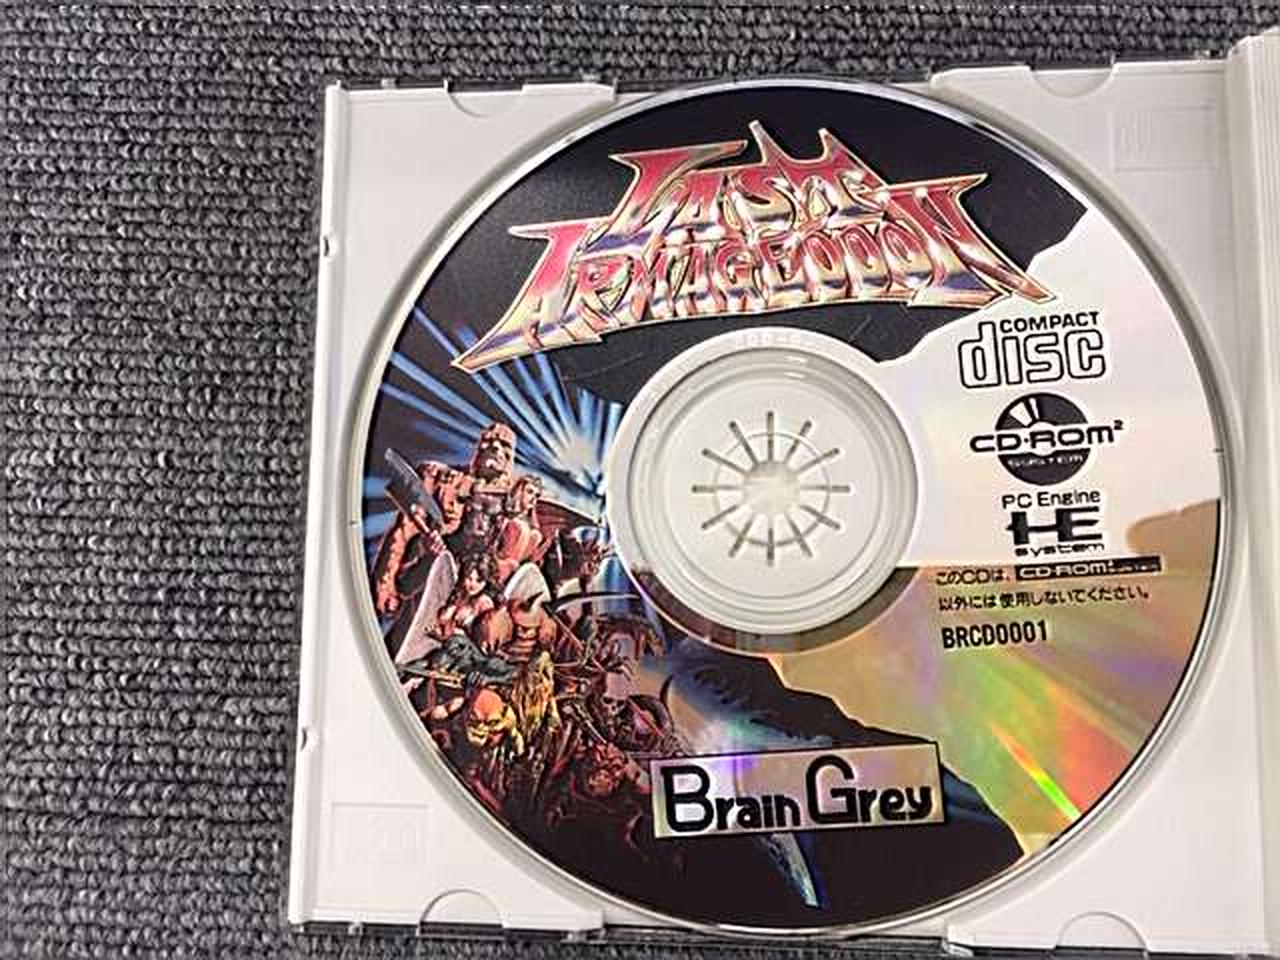 LAST
ARMAGEDDON
COMPACT
disc
CD-ROM²
SYSTEM
PC Engine
HE
system
このCDは、CD-ROM² SYSTEM
以外には使用しないでください。
BRCD0001
Brain Grey